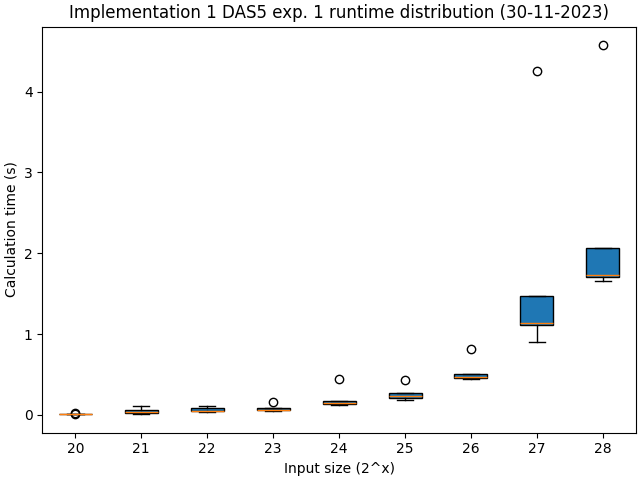 Implementation 1 DAS5 exp. 1 runtime distribution (30-11-2023)
Calculation time (s)
4
3
2
1
0
20 21 22 23 24 25 26 27 28
Input size (2^x)